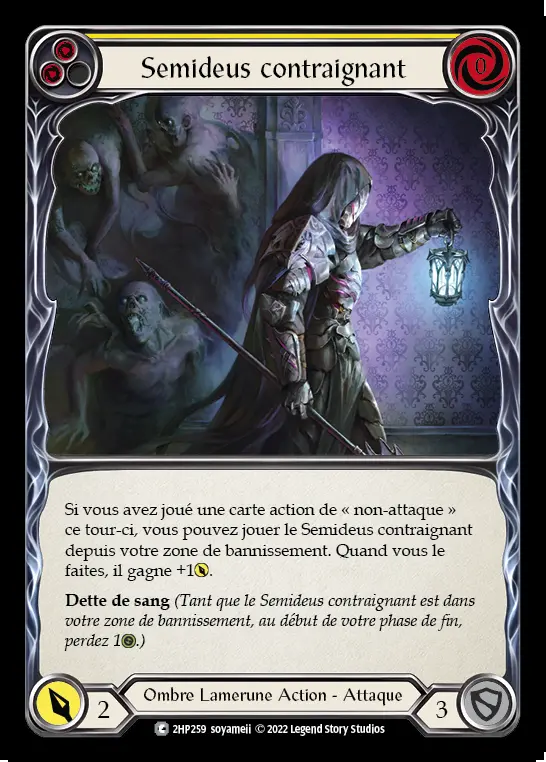 Semideus contraignant
0
Si vous avez joué une carte action de « non-attaque »
ce tour-ci, vous pouvez jouer le Semideus contraignant
depuis votre zone de bannissement. Quand vous le
faites, il gagne +1.
Dette de sang (Tant que le Semideus contraignant est dans
votre zone de bannissement, au début de votre phase de fin,
perdez 1.)
2
Ombre Lamerune Action - Attaque
3
C 2HP259 soyameii © 2022 Legend Story Studios